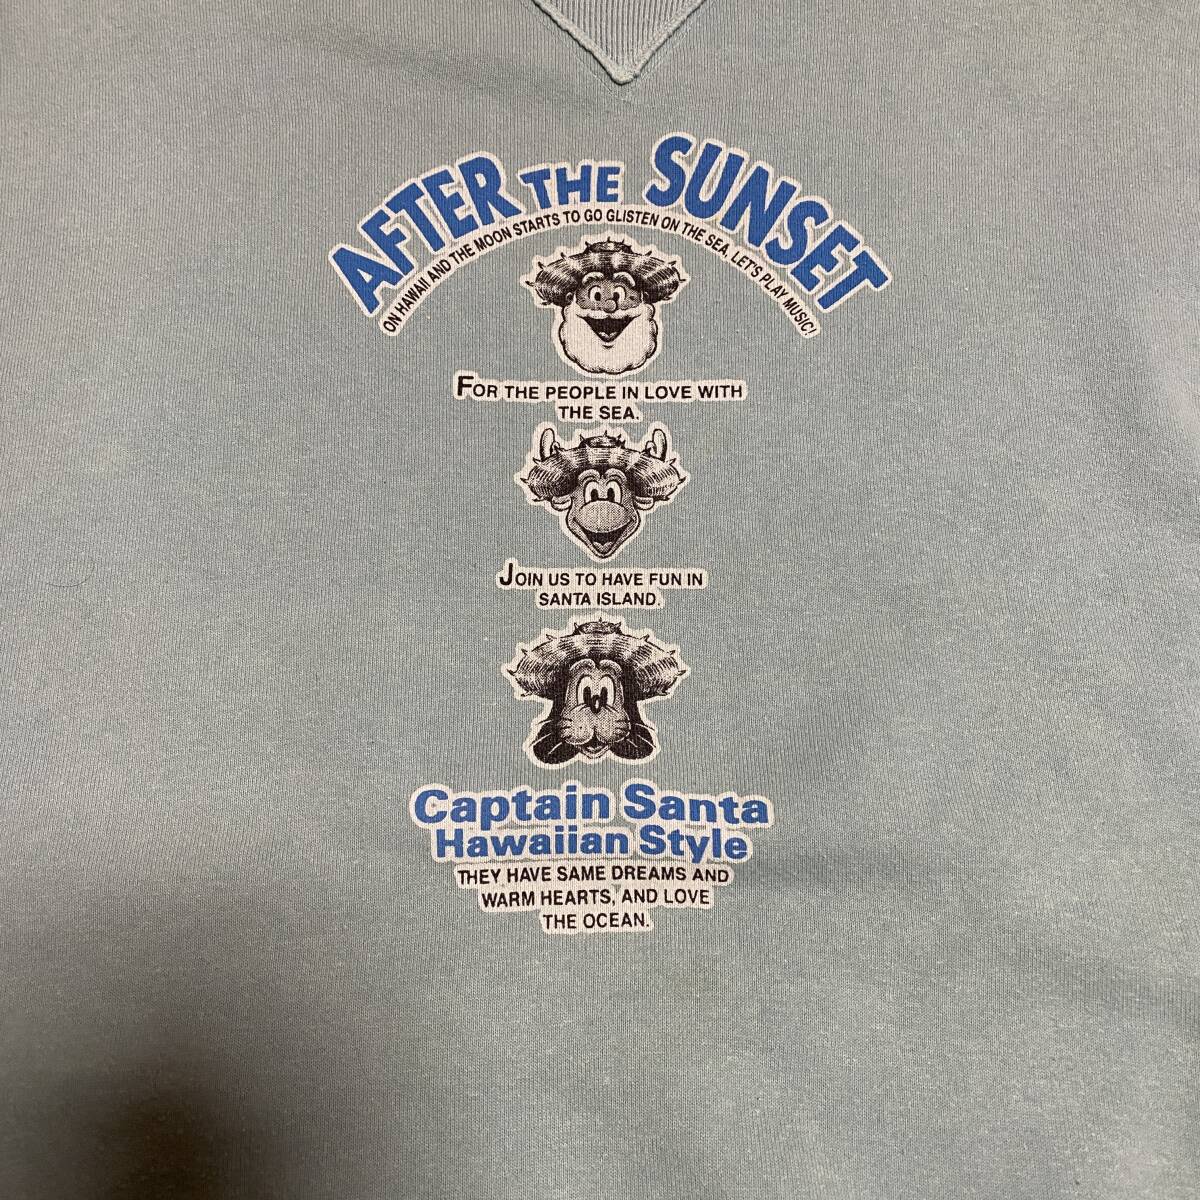 AFTER THE SUNSET
ON HAWAII AND THE MOON STARTS TO GO GLISTEN ON THE SEA, LET'S PLAY MUSIC!
FOR THE PEOPLE IN LOVE WITH
THE SEA.
JOIN US TO HAVE FUN IN
SANTA ISLAND.
Captain Santa
Hawaiian Style
THEY HAVE SAME DREAMS AND
WARM HEARTS, AND LOVE
THE OCEAN.